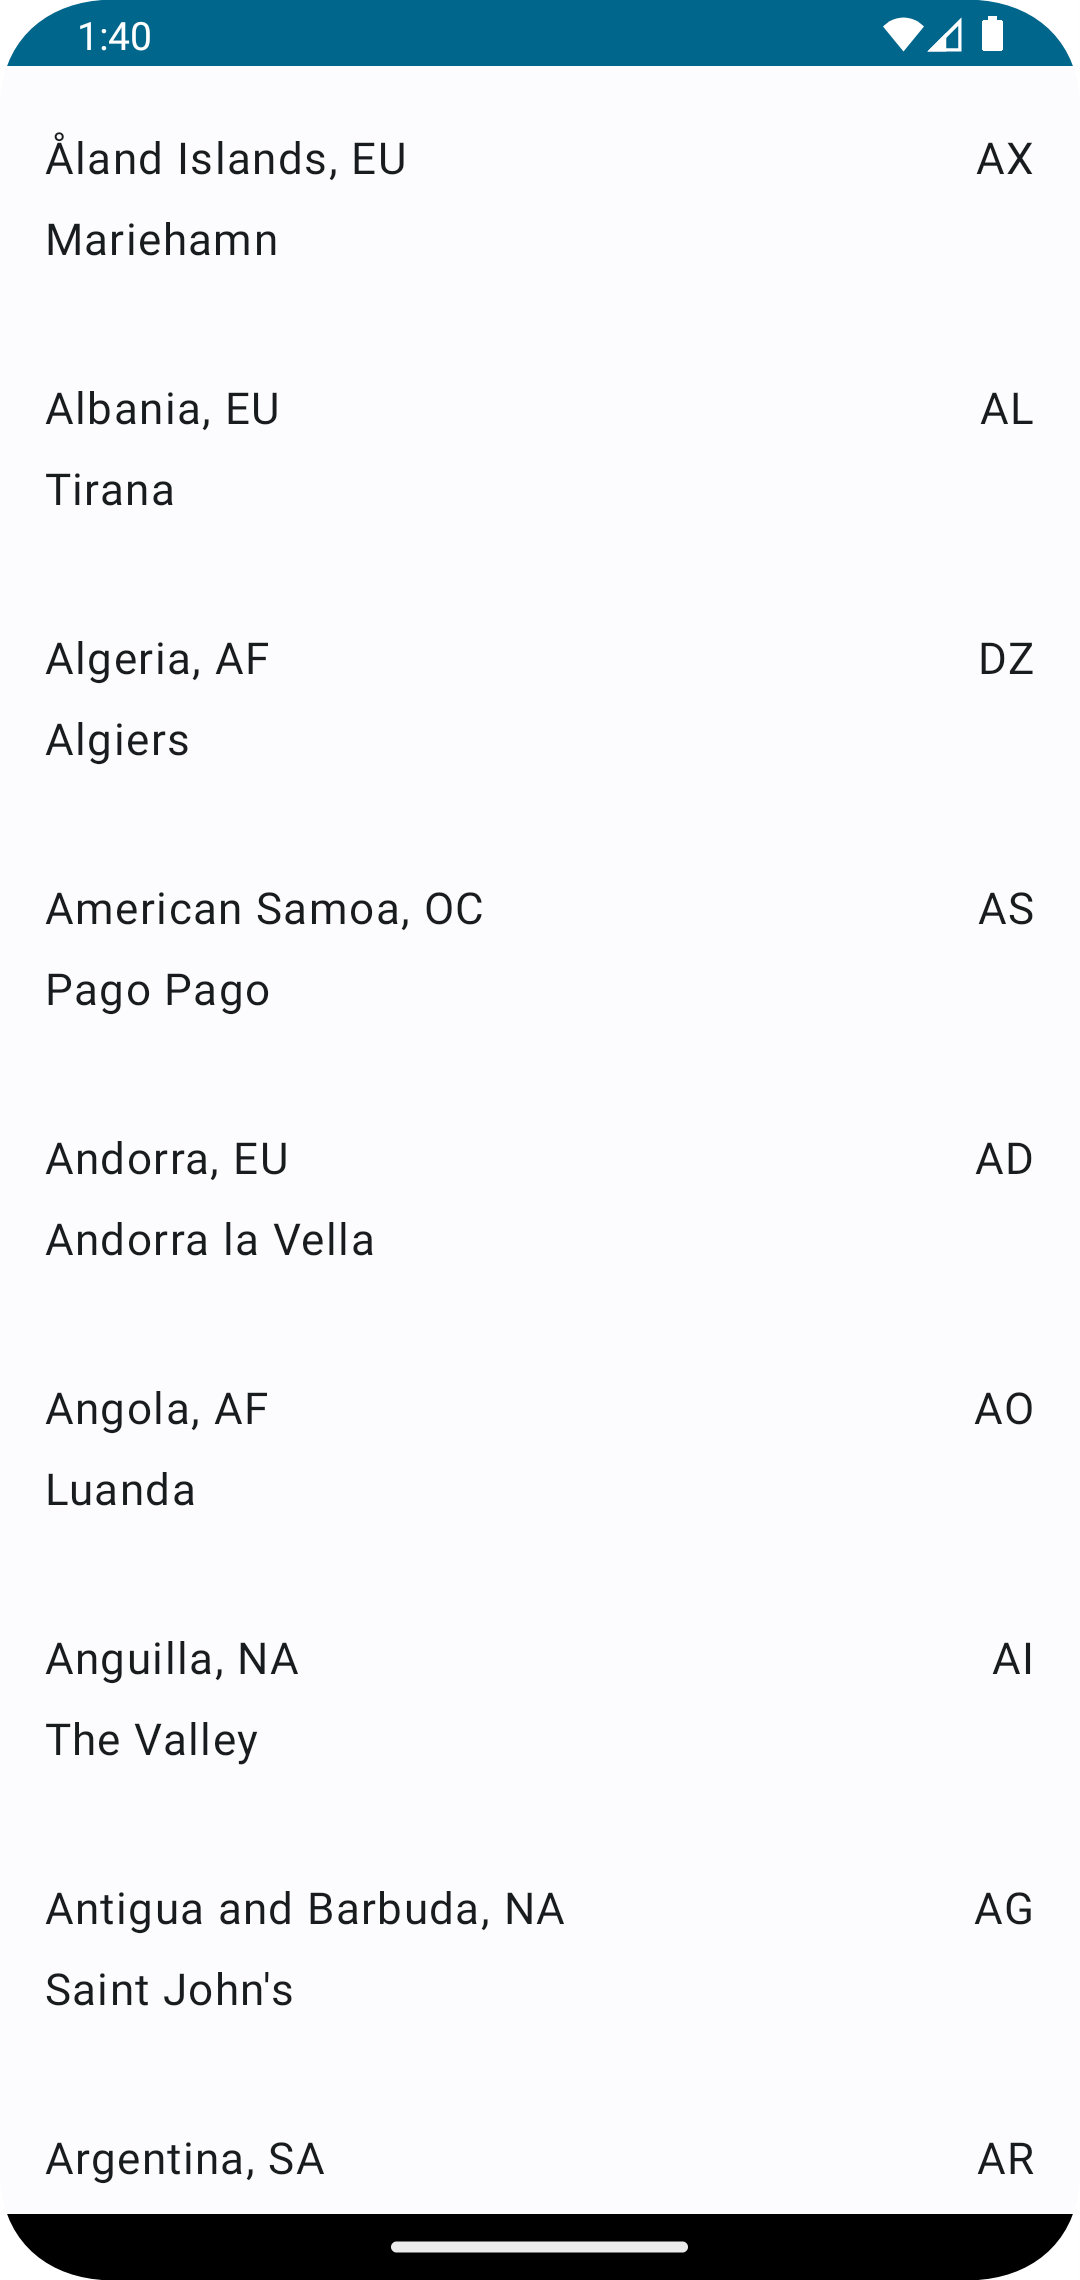 1:40
Åland Islands, EU AX
Mariehamn
Albania, EU AL
Tirana
Algeria, AF DZ
Algiers
American Samoa, OC AS
Pago Pago
Andorra, EU AD
Andorra la Vella
Angola, AF AO
Luanda
Anguilla, NA AI
The Valley
Antigua and Barbuda, NA AG
Saint John's
Argentina, SA AR